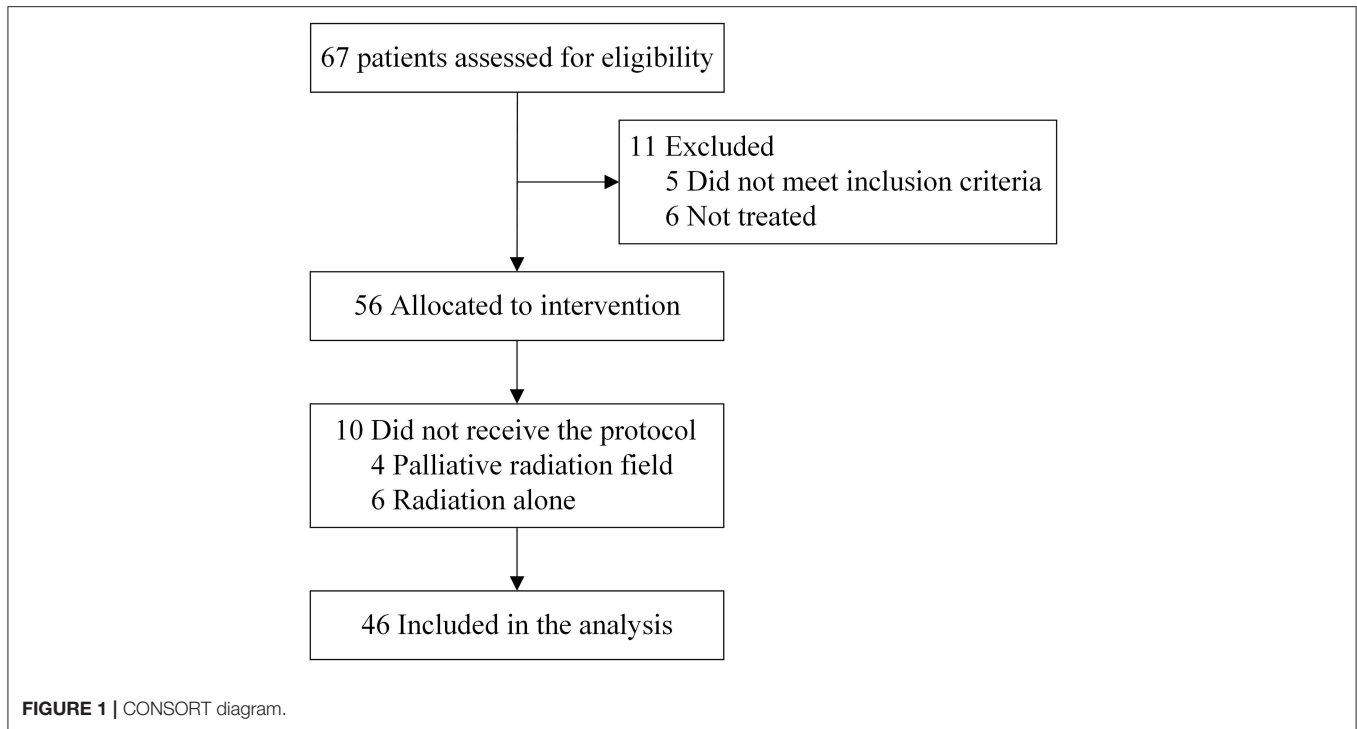 67 patients assessed for eligibility
11 Excluded
5 Did not meet inclusion criteria
6 Not treated
56 Allocated to intervention
10 Did not receive the protocol
4 Palliative radiation field
6 Radiation alone
46 Included in the analysis
FIGURE 1 | CONSORT diagram.